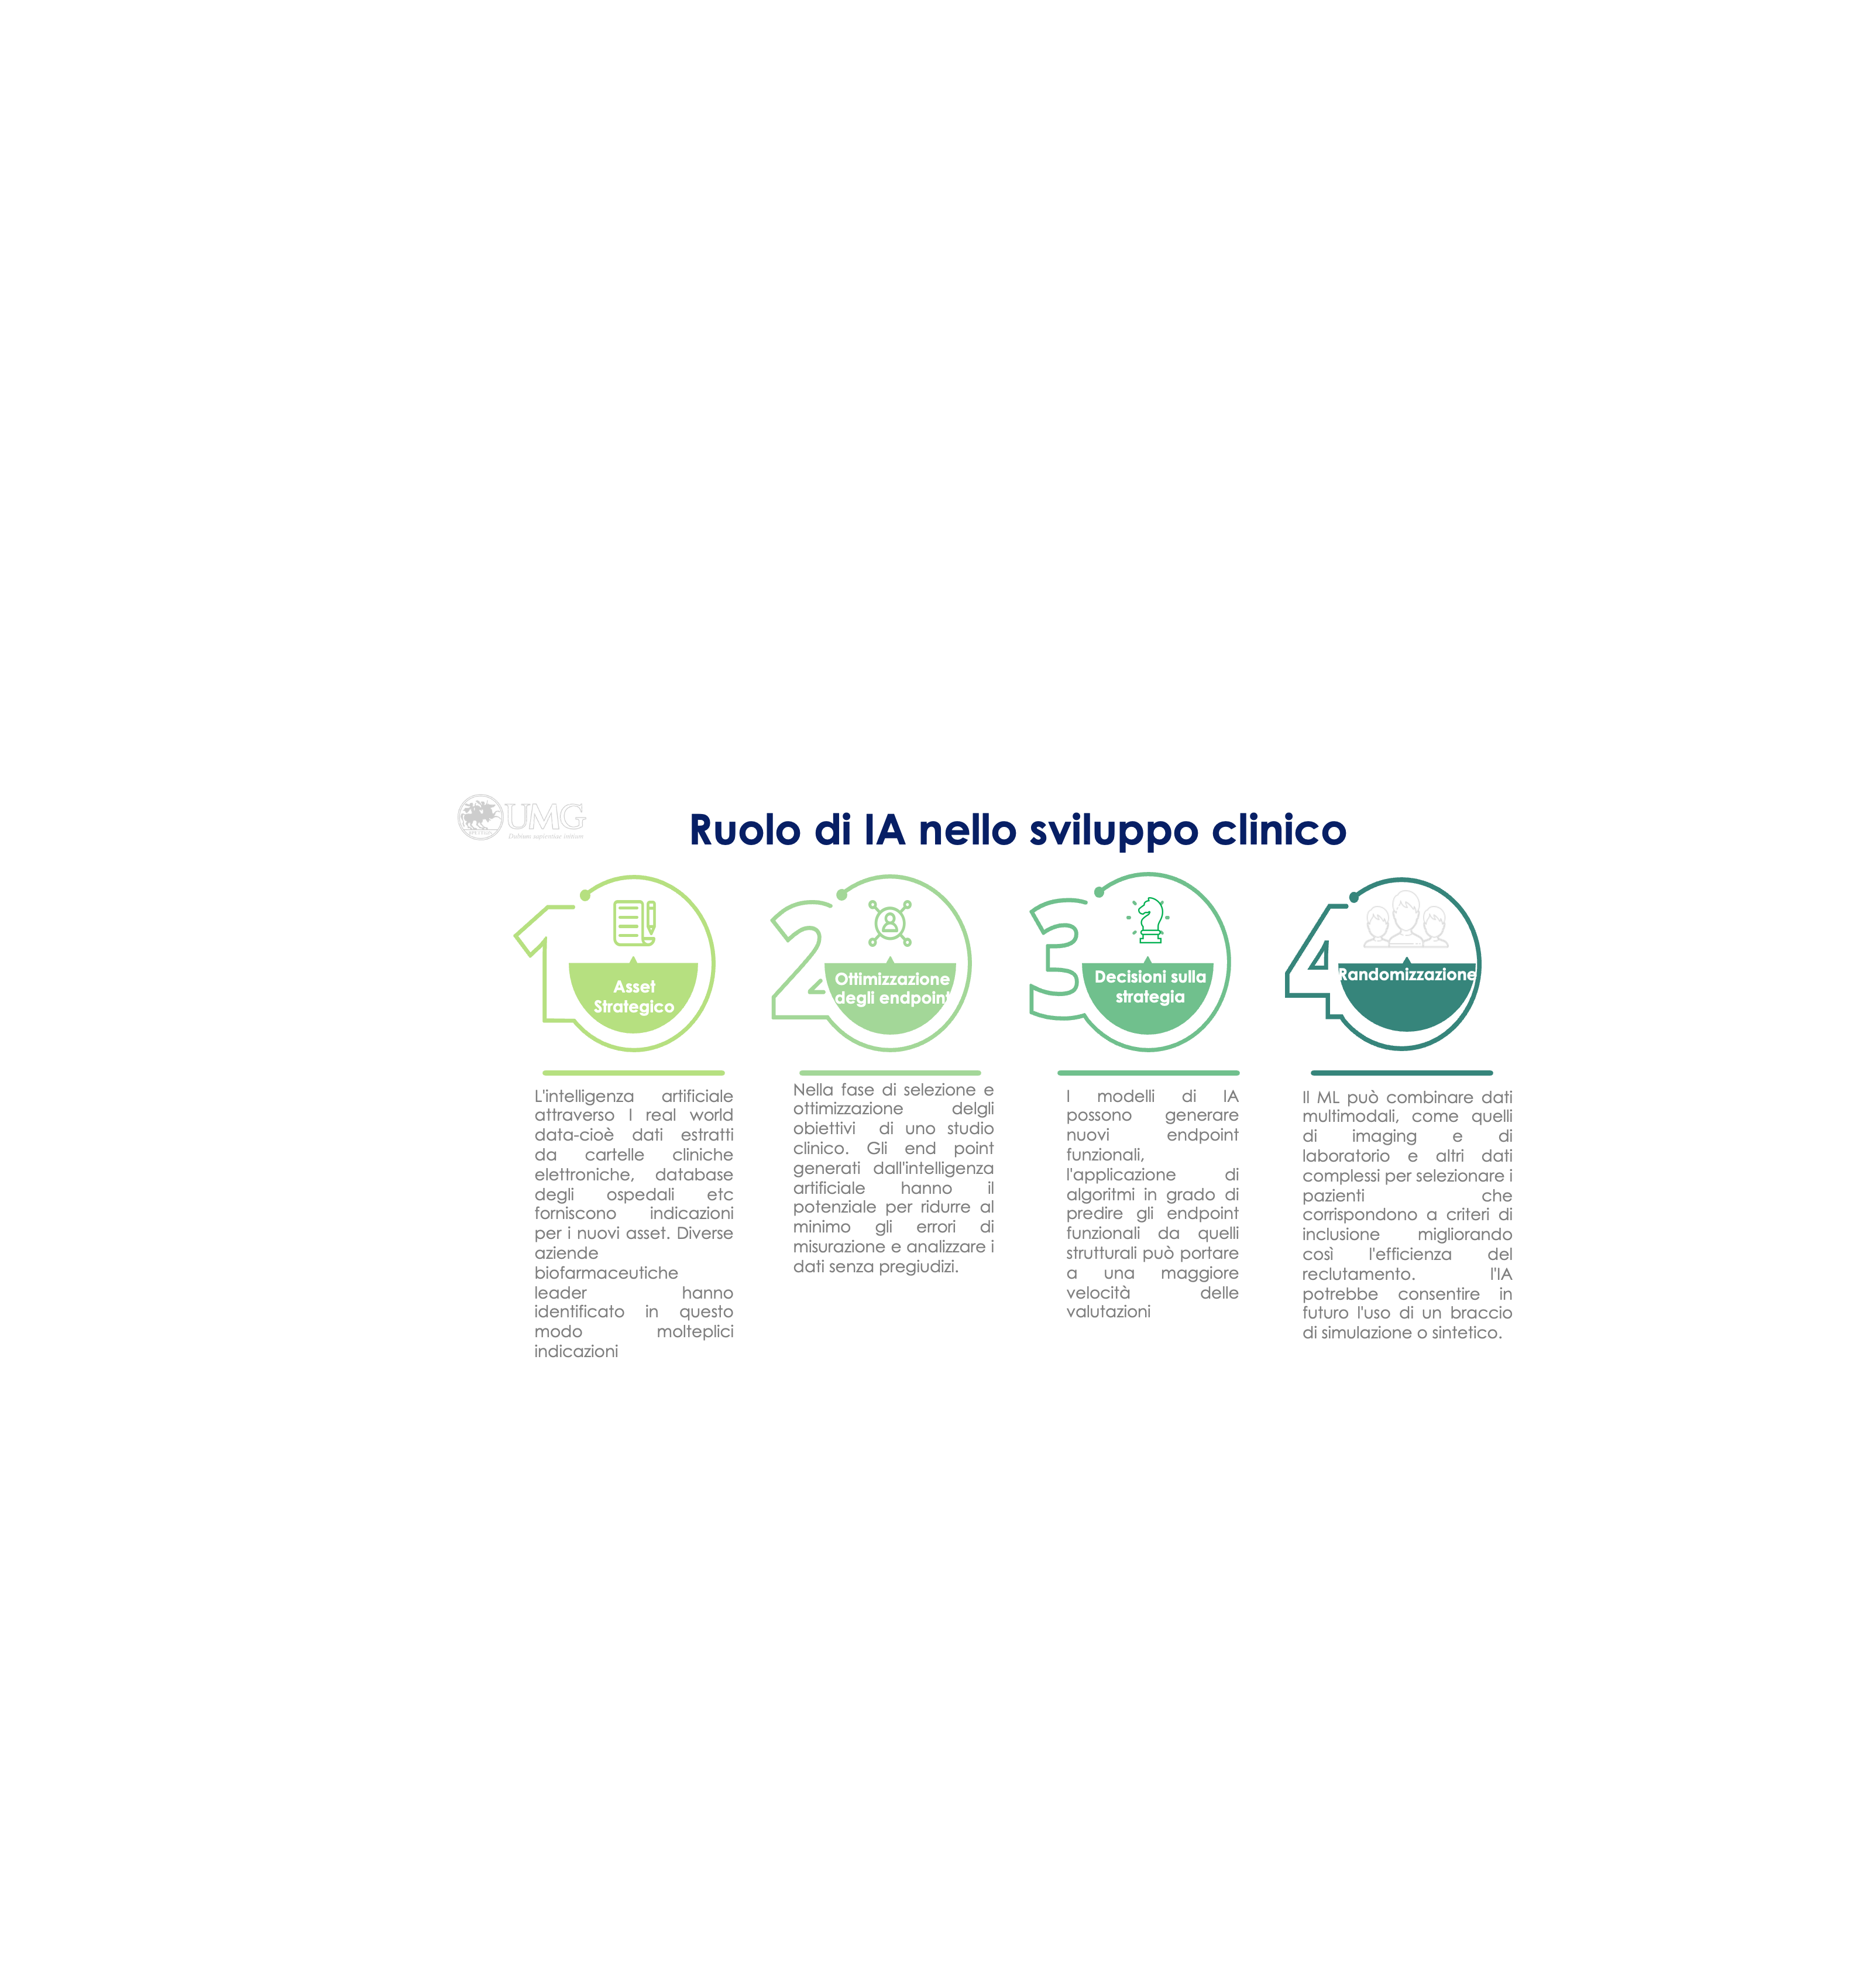 UMG
Ruolo di IA nello sviluppo clinico
1
Asset
Strategico
L'intelligenza artificiale
attraverso I real world
data-cioè dati estratti
da cartelle cliniche
elettroniche, database
degli ospedali etc
forniscono indicazioni
per i nuovi asset. Diverse
aziende
biofarmaceutiche
leader hanno
identificato in questo
modo molteplici
indicazioni
2
Ottimizzazione
degli endpoint
Nella fase di selezione e
ottimizzazione delgli
obiettivi di uno studio
clinico. Gli end point
generati dall'intelligenza
artificiale hanno il
potenziale per ridurre al
minimo gli errori di
misurazione e analizzare i
dati senza pregiudizi.
3
Decisioni sulla
strategia
I modelli di IA
possono generare
nuovi endpoint
funzionali,
l'applicazione di
algoritmi in grado di
predire gli endpoint
funzionali da quelli
strutturali può portare
a una maggiore
velocità delle
valutazioni
4
Randomizzazione
Il ML può combinare dati
multimodali, come quelli
di imaging e di
laboratorio e altri dati
complessi per selezionare i
pazienti che
corrispondono a criteri di
inclusione migliorando
così l'efficienza del
reclutamento. l'IA
potrebbe consentire in
futuro l'uso di un braccio
di simulazione o sintetico.